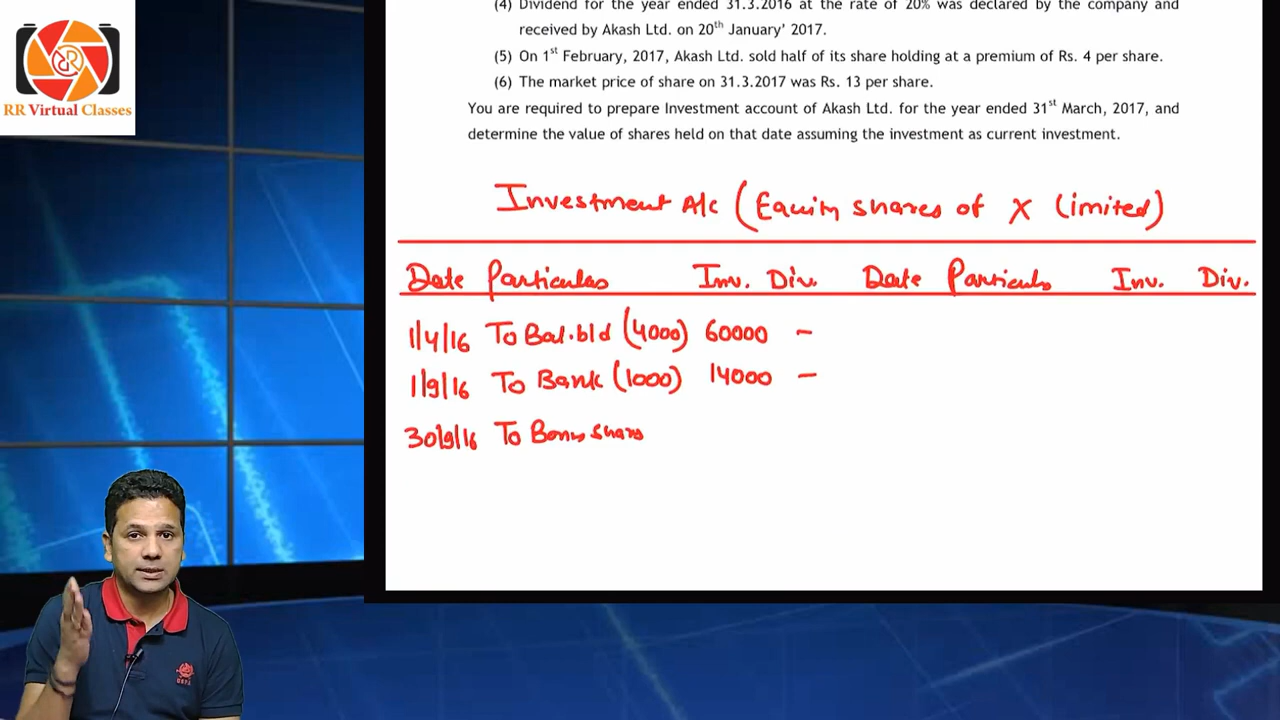 RR Virtual Classes
(4) Dividend for the year ended 31.3.2016 at the rate of 20% was declared by the company and
received by Akash Ltd. on 20th January' 2017.
(5) On 1st February, 2017, Akash Ltd. sold half of its share holding at a premium of Rs. 4 per share.
(6) The market price of share on 31.3.2017 was Rs. 13 per share.
You are required to prepare Investment account of Akash Ltd. for the year ended 31st March, 2017, and
determine the value of shares held on that date assuming the investment as current investment.
Investment A/c (Equity shares of X Limited)
Date Particulars Inv. Div. Date Particulars Inv. Div.
1/4/16 To Bal.b/d (4000) 60000 -
1/9/16 To Bank (1000) 14000 -
30/9/16 To Bonus Share